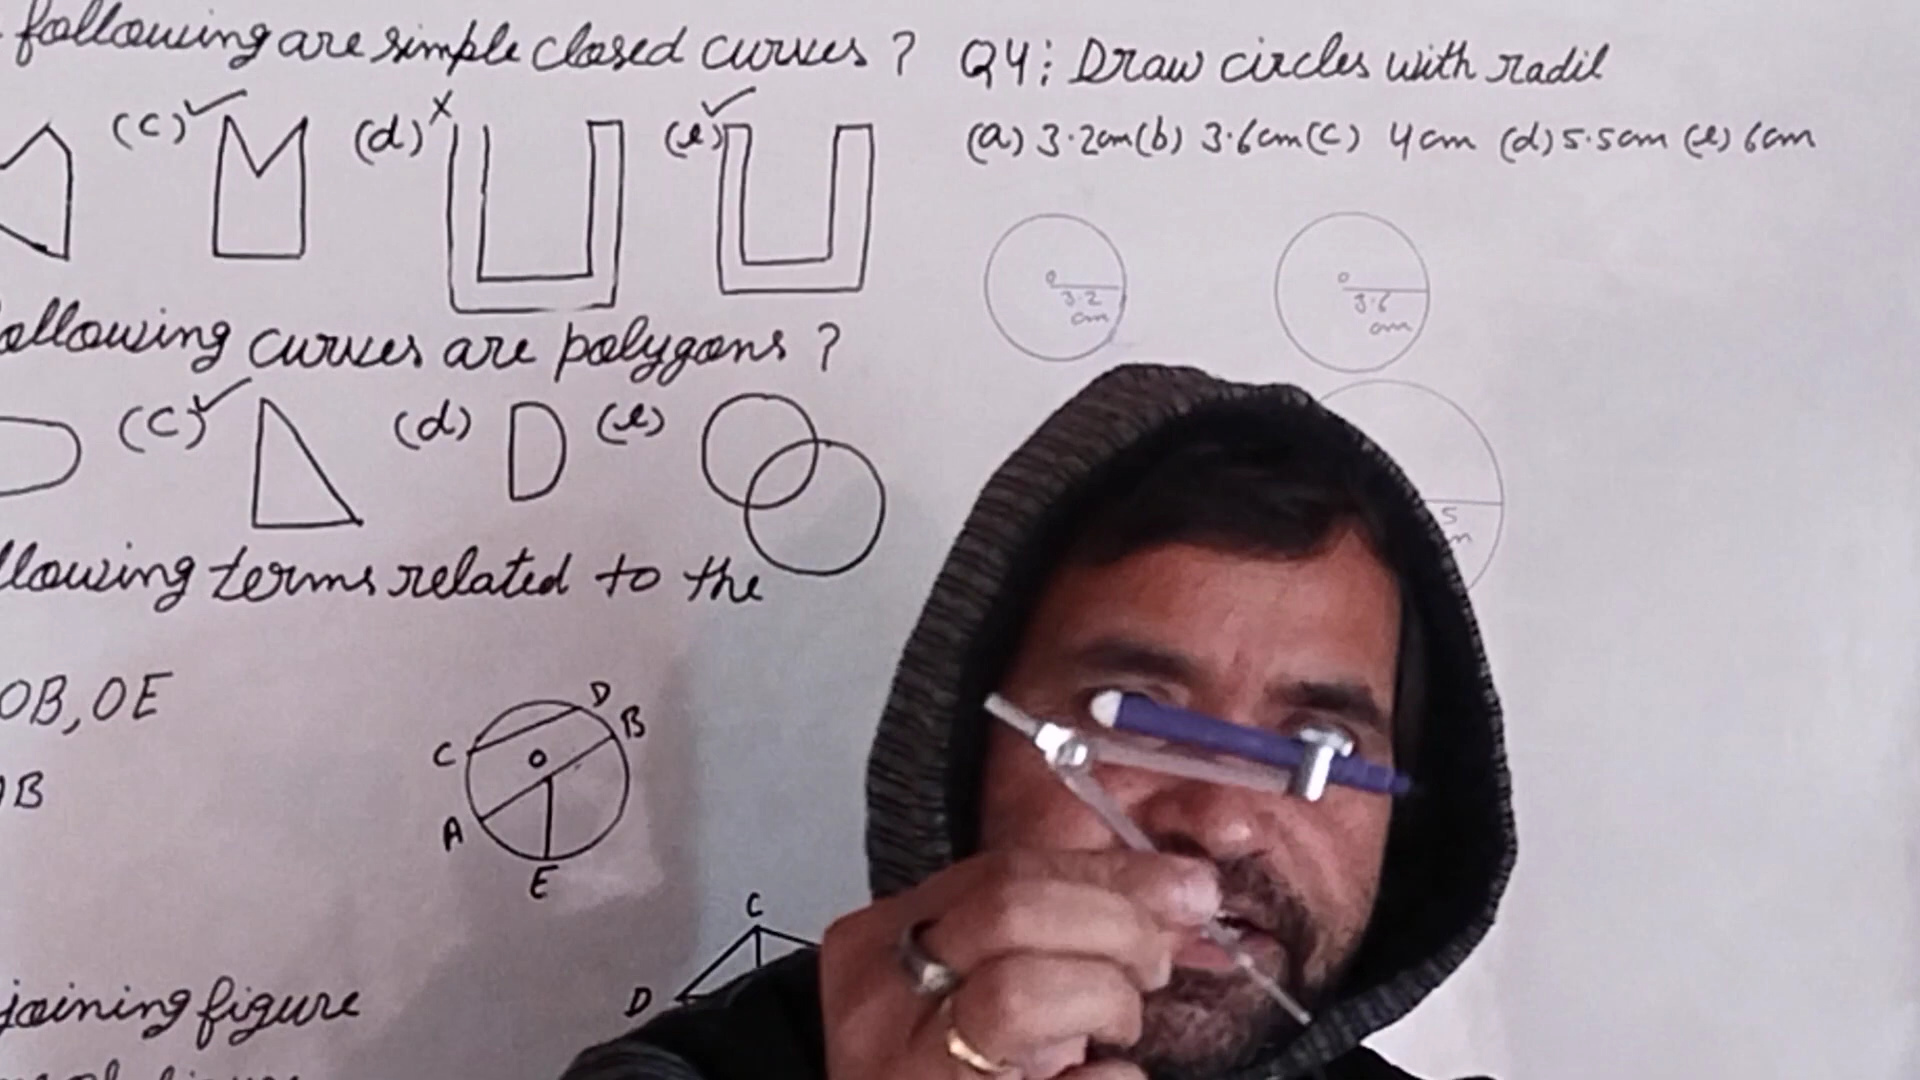 following are simple closed curves ?
(c) (d) (e)
following curves are polygons ?
(c) (d) (e)
llowing terms related to the
OB, OE
B
D
B
C
O
A
E
C
D
joining figure
Q4: Draw circles with radii
(a) 3.2cm (b) 3.6cm (c) 4cm (d) 5.5cm (e) 6cm
O
3.2
cm
O
3.6
cm
5
m